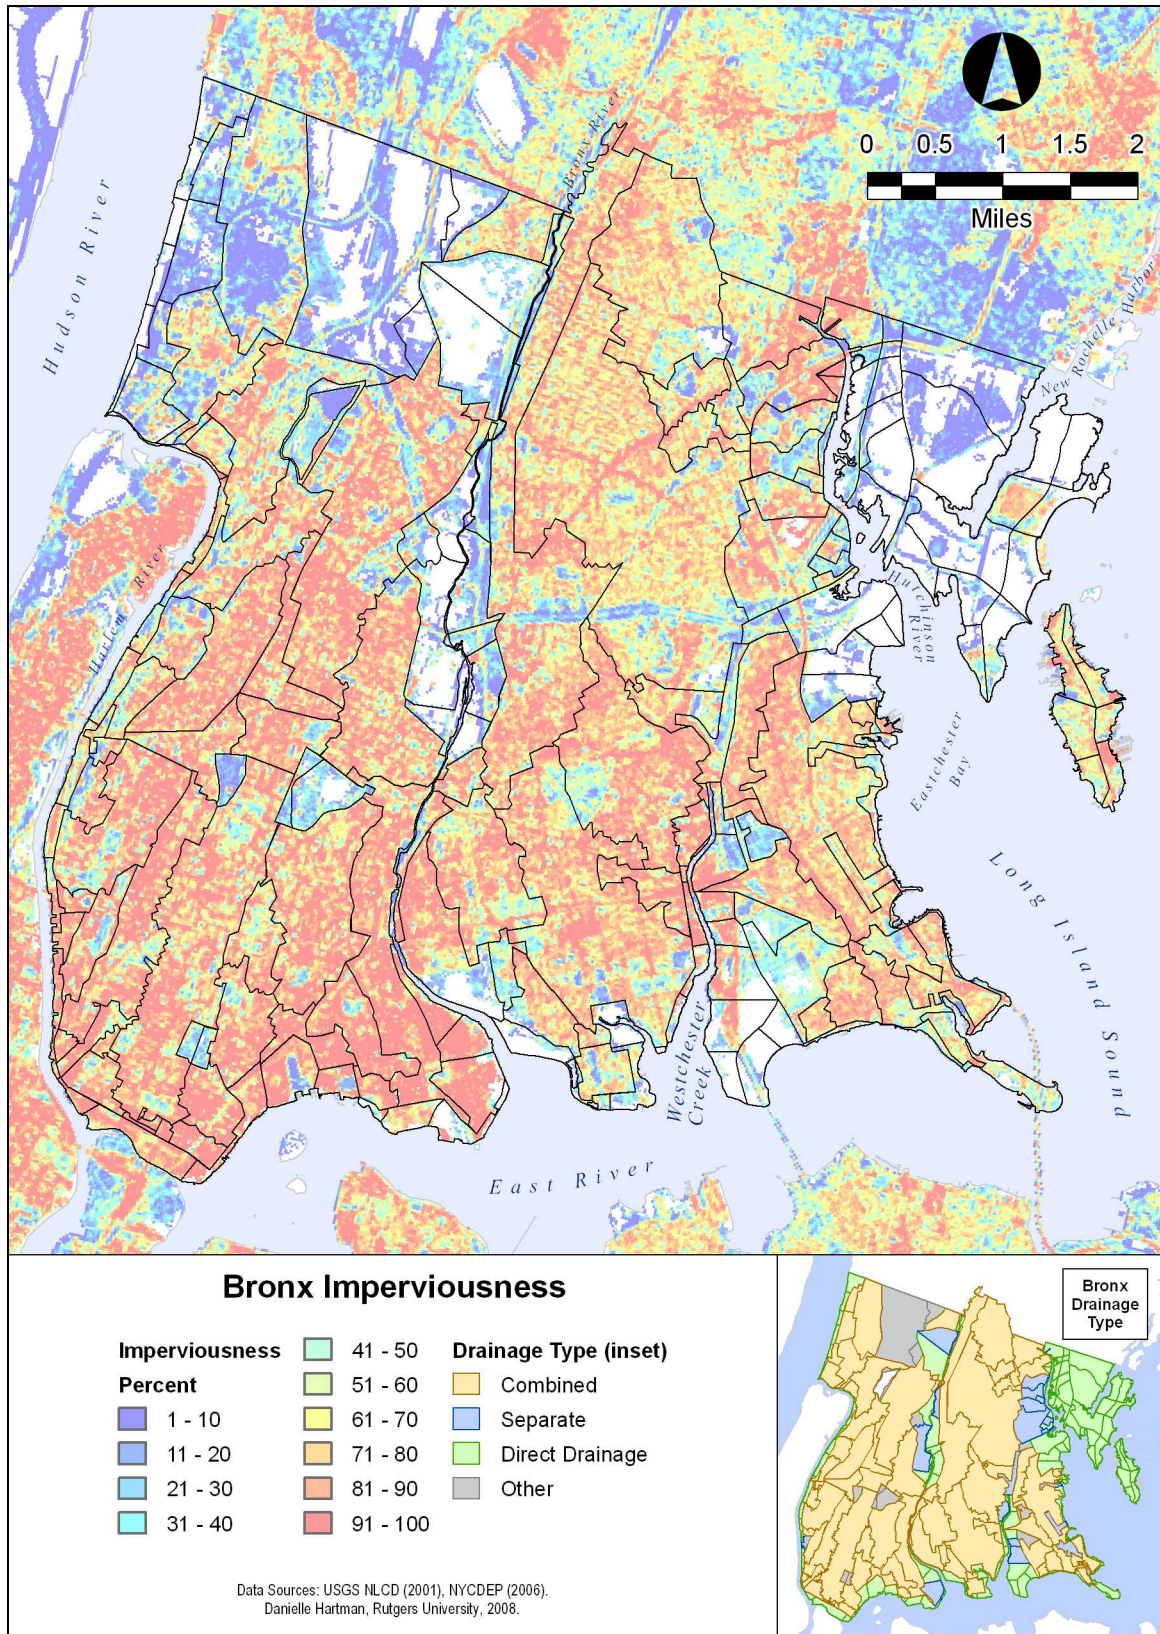 0 0.5 1 1.5 2
Miles
Bronx River
Hudson River
New Rochelle Harbor
Harlem River
Hutchinson
River
Eastchester
Bay
Long Island Sound
Westchester
Creek
East River
Bronx Imperviousness
Imperviousness
Percent
1 - 10
11 - 20
21 - 30
31 - 40
41 - 50
51 - 60
61 - 70
71 - 80
81 - 90
91 - 100
Drainage Type (inset)
Combined
Separate
Direct Drainage
Other
Data Sources: USGS NLCD (2001), NYCDEP (2006).
Danielle Hartman, Rutgers University, 2008.
Bronx
Drainage
Type